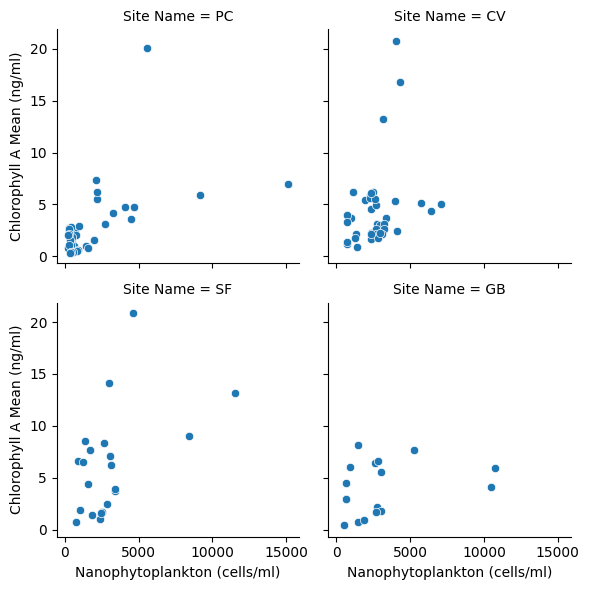 Site Name = PC
Site Name = CV
20
15
10
5
0
Chlorophyll A Mean (ng/ml)
Site Name = SF
Site Name = GB
20
15
10
5
0
Chlorophyll A Mean (ng/ml)
0 5000 10000 15000
0 5000 10000 15000
Nanophytoplankton (cells/ml)
Nanophytoplankton (cells/ml)